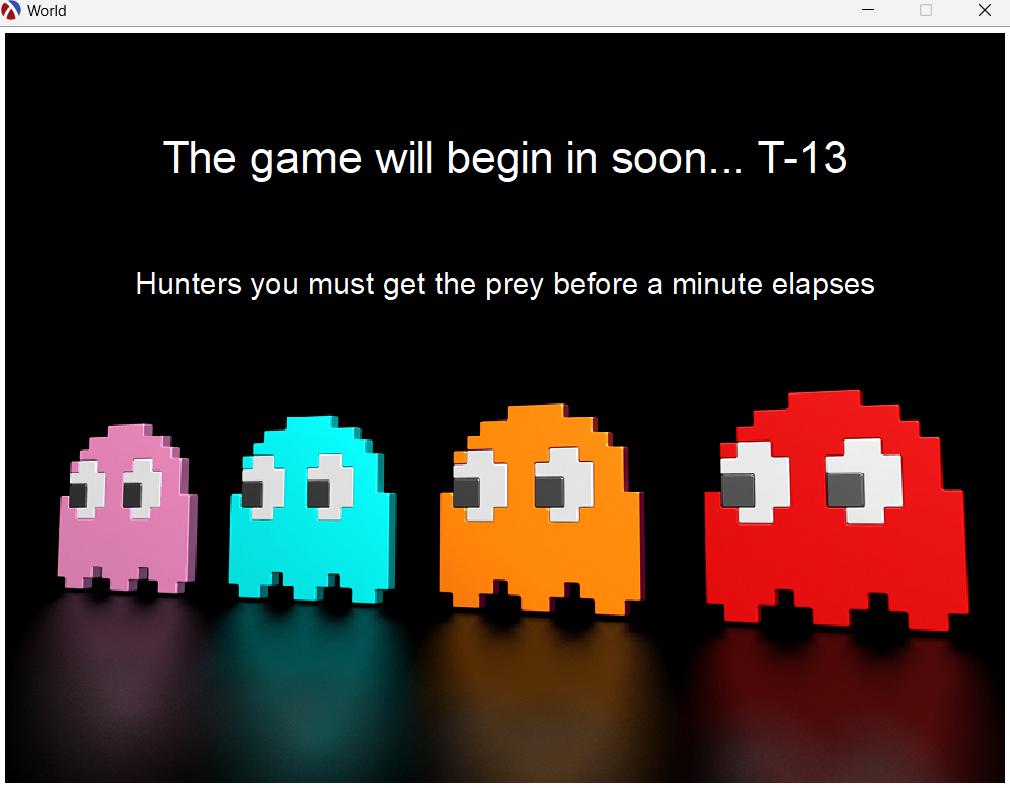 World
The game will begin in soon... T-13
Hunters you must get the prey before a minute elapses